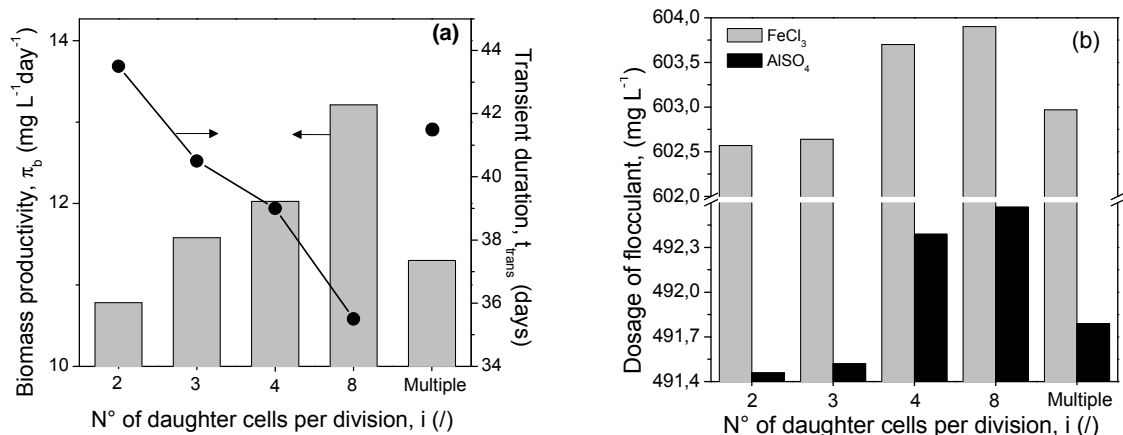 (a)
14
12
10
Biomass productivity, π_b (mg L⁻¹day⁻¹)
45
44
42
40
38
36
34
Transient duration, t_trans (days)
2 3 4 8 Multiple
N° of daughter cells per division, i (/)
(b)
FeCl₃
AlSO₄
604,0
603,5
603,0
602,5
602,0
492,3
492,0
491,7
491,4
Dosage of flocculant, (mg L⁻¹)
2 3 4 8 Multiple
N° of daughter cells per division, i (/)